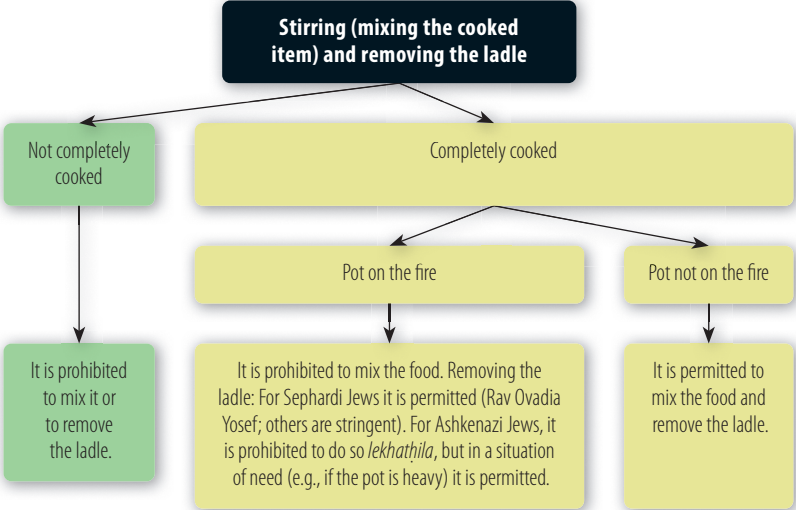 Stirring (mixing the cooked
item) and removing the ladle
Not completely
cooked
Completely cooked
Pot on the fire
Pot not on the fire
It is prohibited
to mix it or
to remove
the ladle.
It is prohibited to mix the food. Removing the
ladle: For Sephardi Jews it is permitted (Rav Ovadia
Yosef; others are stringent). For Ashkenazi Jews, it
is prohibited to do so lekhatḥila, but in a situation
of need (e.g., if the pot is heavy) it is permitted.
It is permitted to
mix the food and
remove the ladle.